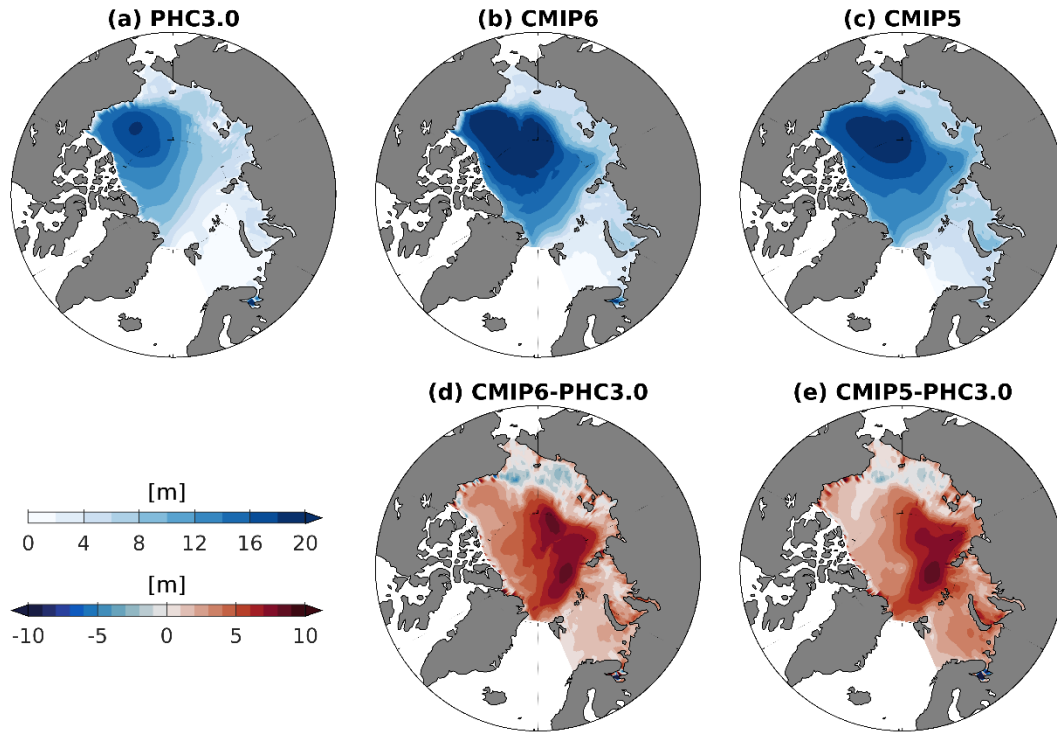 (a) PHC3.0
(b) CMIP6
(c) CMIP5
(d) CMIP6-PHC3.0
(e) CMIP5-PHC3.0
[m]
0 4 8 12 16 20
[m]
-10 -5 0 5 10